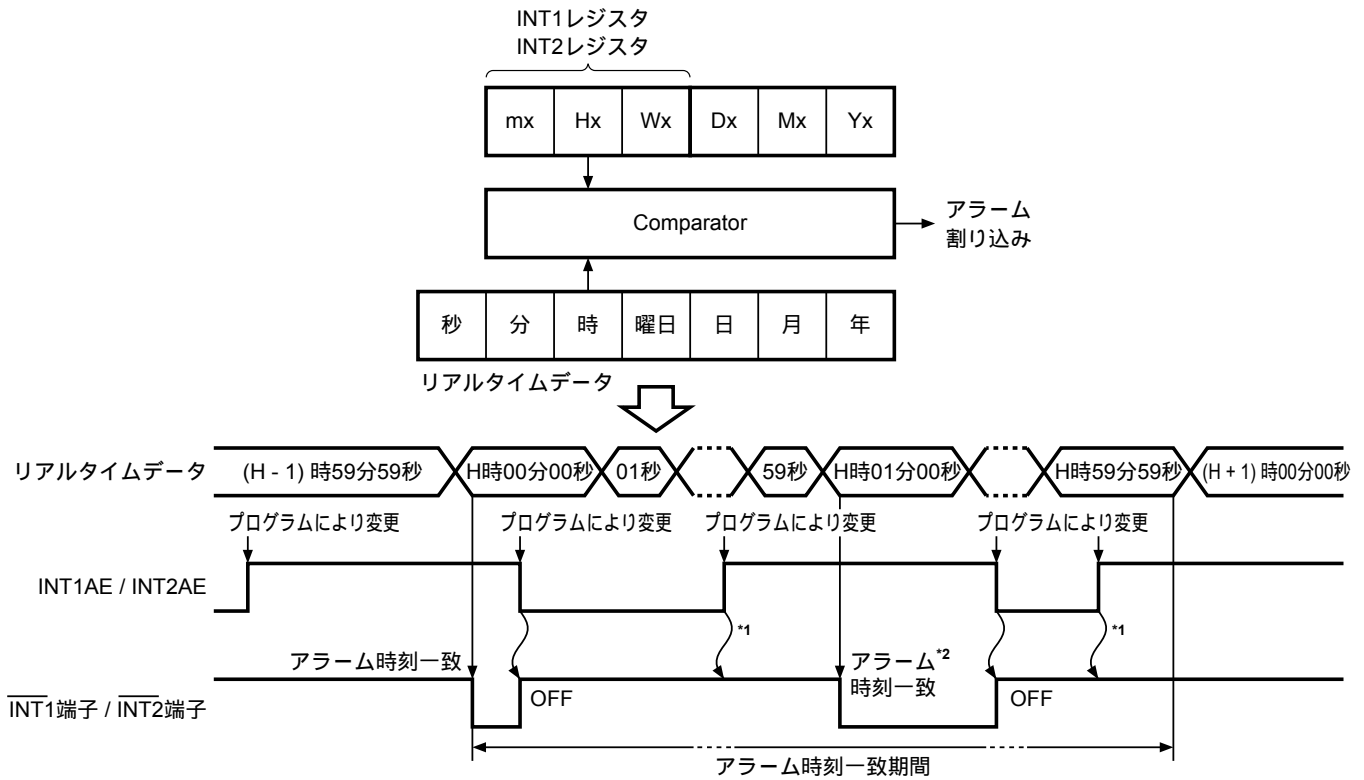 INT1レジスタ
INT2レジスタ
mx Hx Wx Dx Mx Yx
Comparator
アラーム
割り込み
秒 分 時 曜日 日 月 年
リアルタイムデータ
リアルタイムデータ (H - 1) 時59分59秒 H時00分00秒 01秒 59秒 H時01分00秒 H時59分59秒 (H + 1) 時00分00秒
プログラムにより変更 プログラムにより変更 プログラムにより変更 プログラムにより変更
INT1AE / INT2AE
*1 *1
アラーム時刻一致 アラーム*2
時刻一致
INT1端子 / INT2端子 OFF OFF
アラーム時刻一致期間